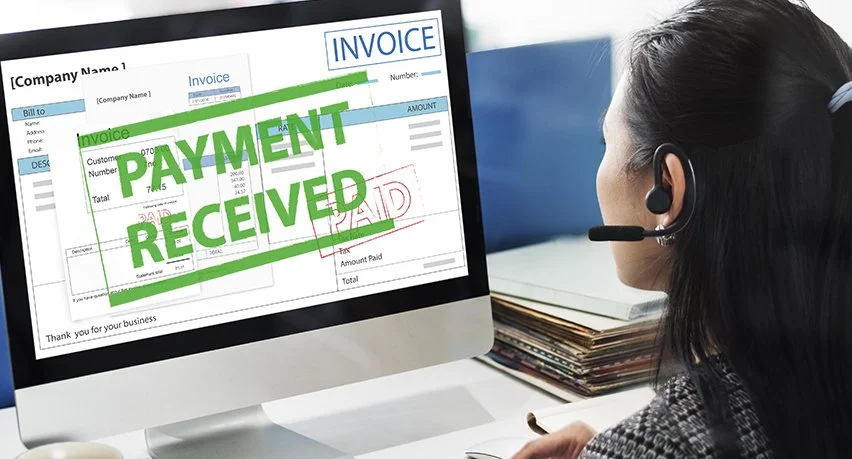 INVOICE
[Company Name]
Invoice
[Company Name]
Number:
Bill to
Name:
Address:
Phone:
Email:
AMOUNT
Invoice
Customer
Number
Total
PAYMENT
RECEIVED
PAID
PAID
TOTAL
Tax
Amount Paid
Total
Thank you for your business